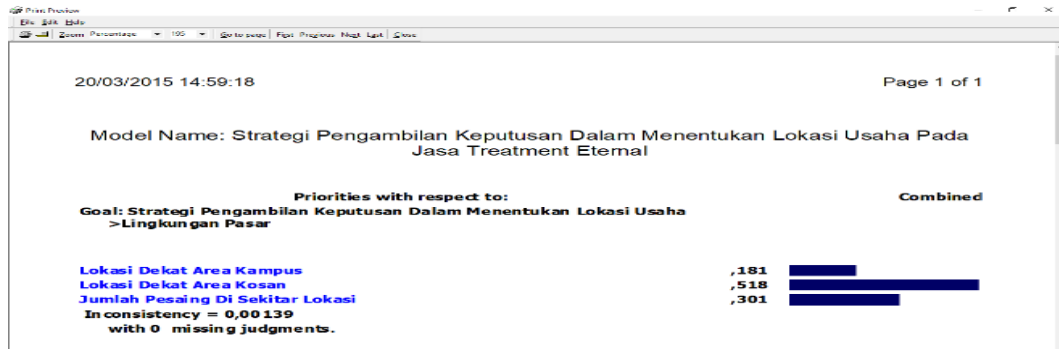 Print Preview
File Edit Help
Zoom Percentage 195 Go to page First Previous Next Last Close
20/03/2015 14:59:18 Page 1 of 1
Model Name: Strategi Pengambilan Keputusan Dalam Menentukan Lokasi Usaha Pada
Jasa Treatment Eternal
Priorities with respect to: Combined
Goal: Strategi Pengambilan Keputusan Dalam Menentukan Lokasi Usaha
>Lingkungan Pasar
Lokasi Dekat Area Kampus ,181
Lokasi Dekat Area Kosan ,518
Jumlah Pesaing Di Sekitar Lokasi ,301
Inconsistency = 0,00139
with 0 missing judgments.